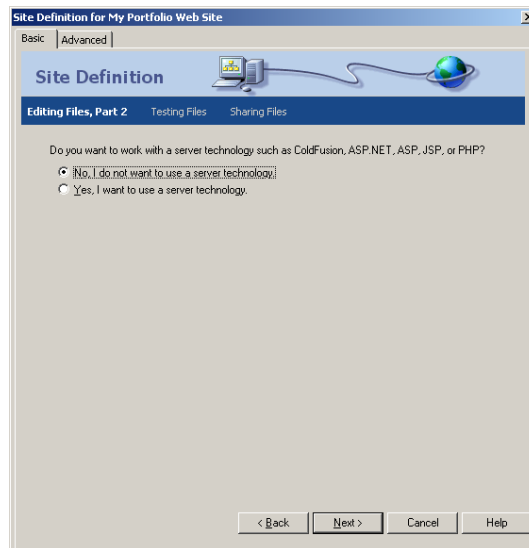 Site Definition for My Portfolio Web Site
Basic Advanced
Site Definition
Editing Files, Part 2 Testing Files Sharing Files
Do you want to work with a server technology such as ColdFusion, ASP.NET, ASP, JSP, or PHP?
No, I do not want to use a server technology.
Yes, I want to use a server technology.
< Back Next > Cancel Help